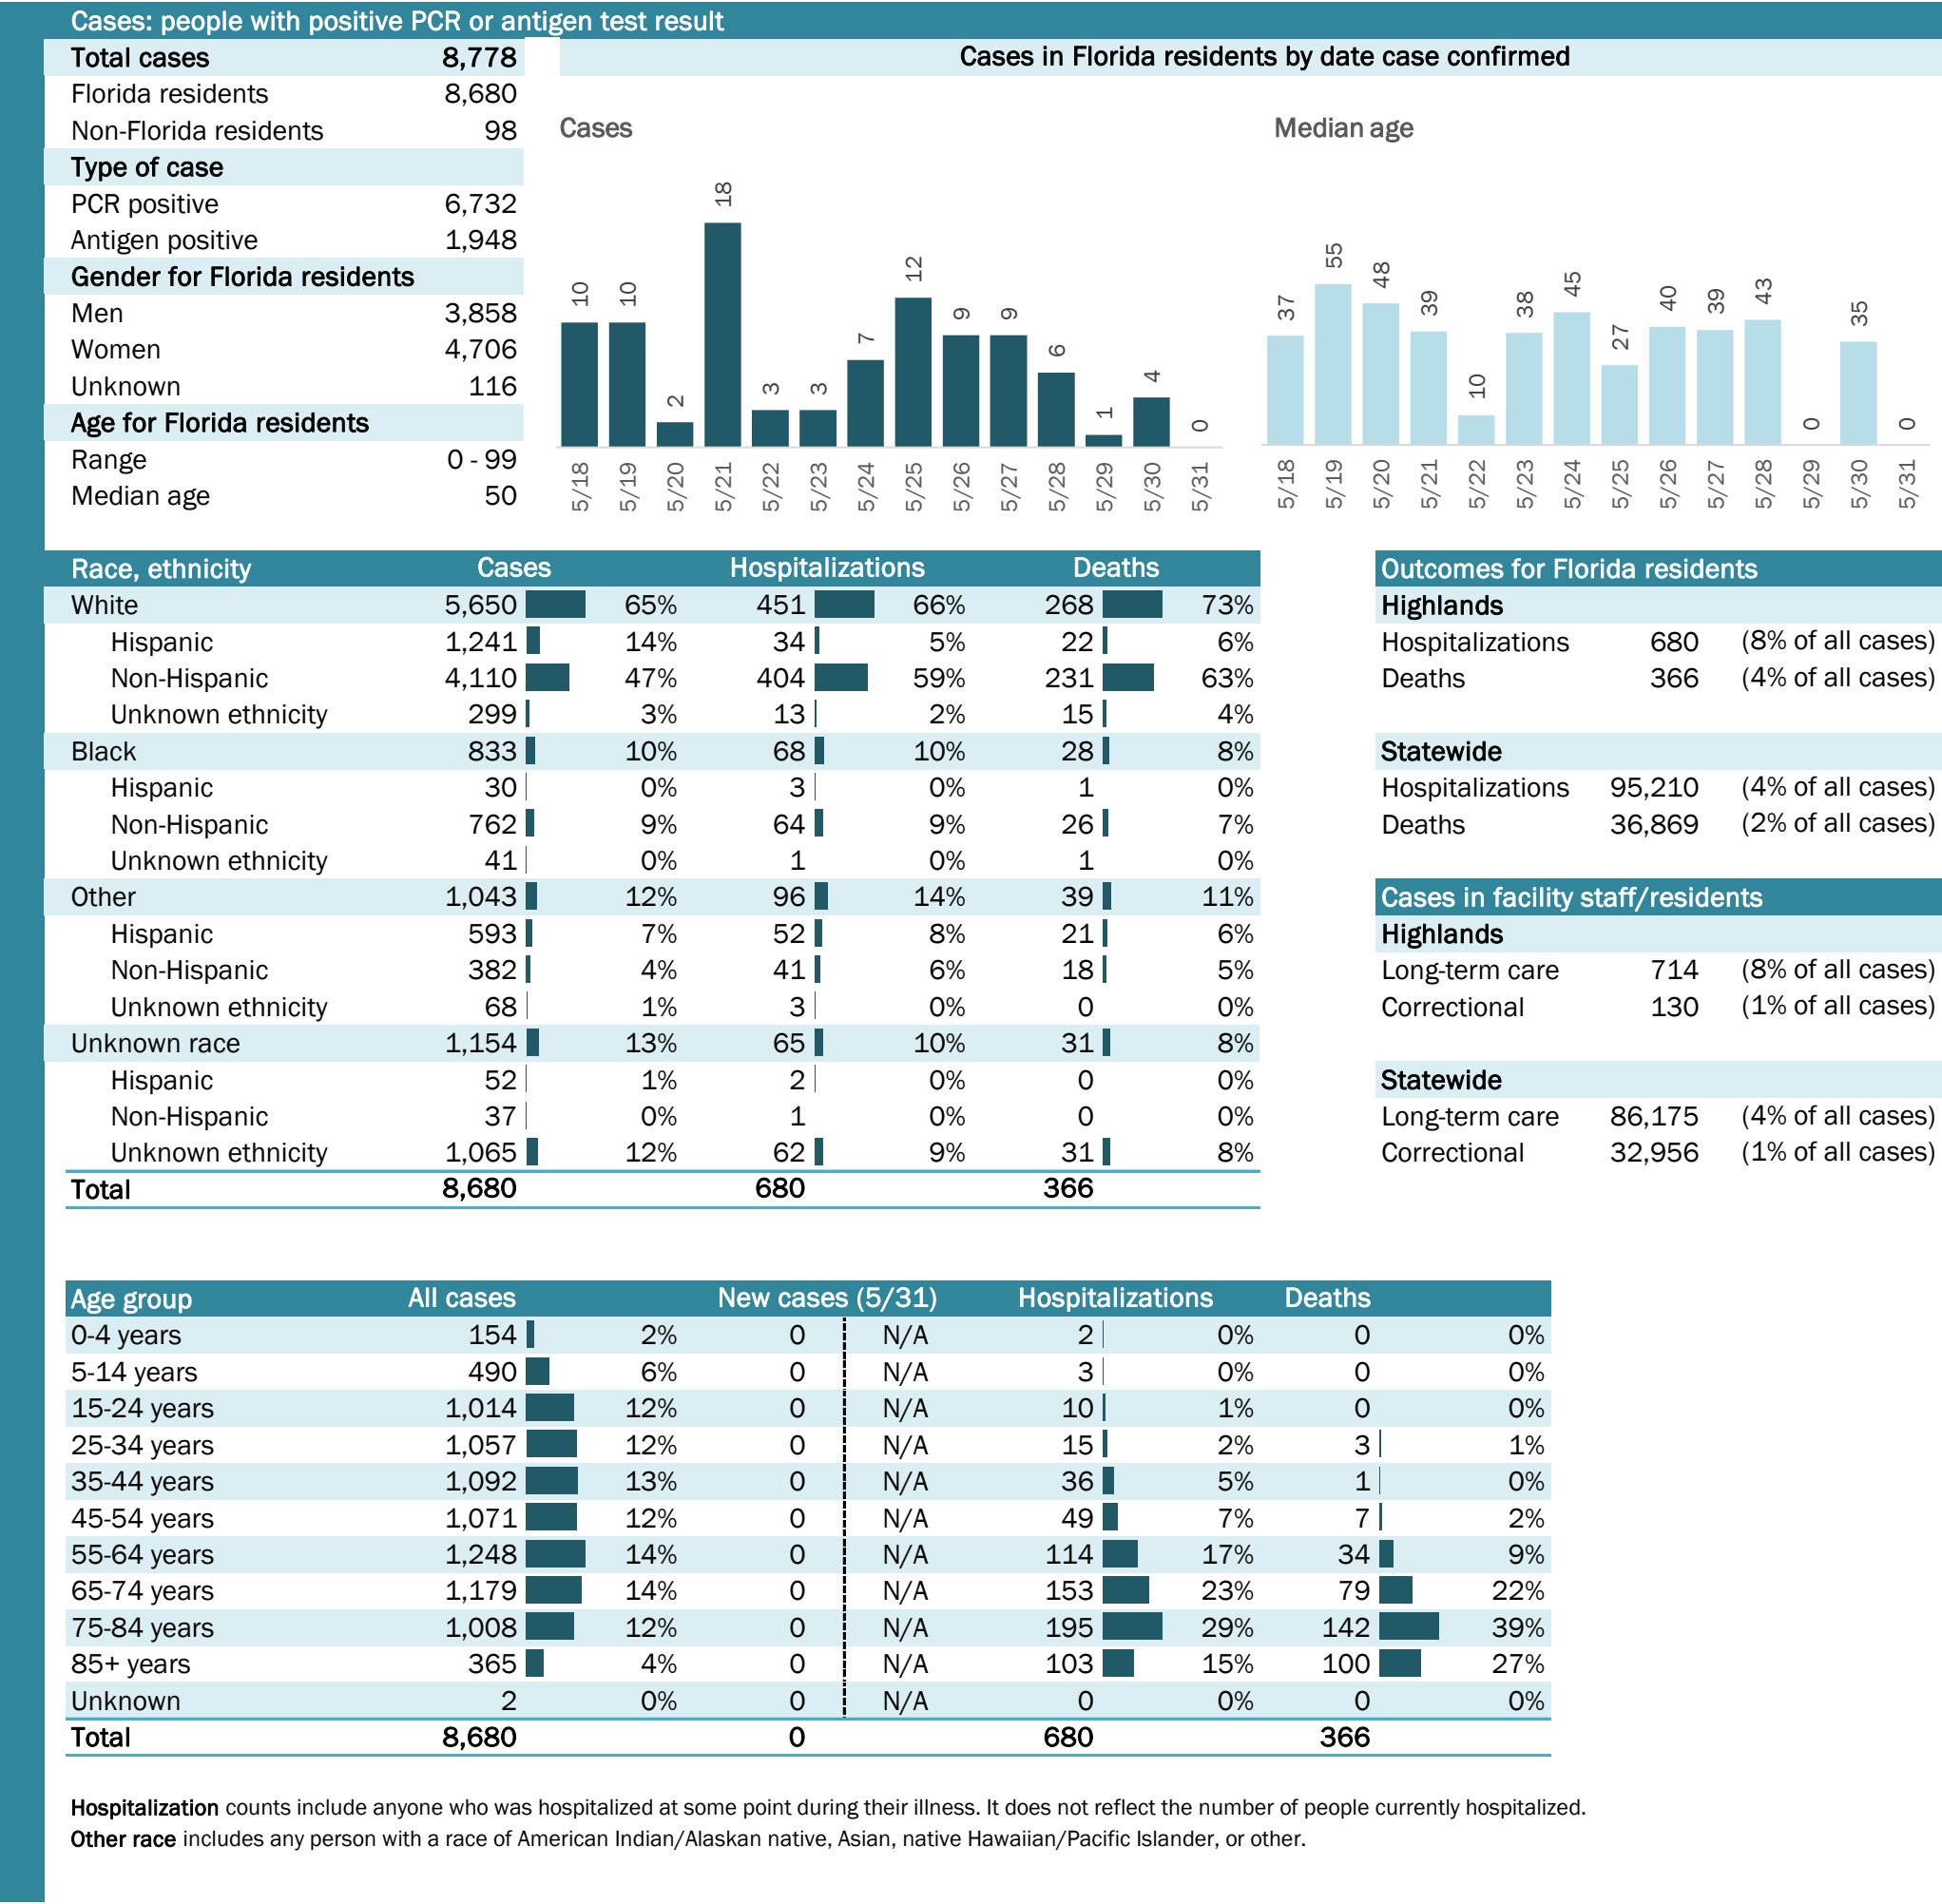 Cases: people with positive PCR or antigen test result
Total cases 8,778
Florida residents 8,680
Non-Florida residents 98
Type of case
PCR positive 6,732
Antigen positive 1,948
Gender for Florida residents
Men 3,858
Women 4,706
Unknown 116
Age for Florida residents
Range 0 - 99
Median age 50
Cases in Florida residents by date case confirmed
Cases
10 10 2 18 3 3 7 12 9 9 6 1 4 0
5/18 5/19 5/20 5/21 5/22 5/23 5/24 5/25 5/26 5/27 5/28 5/29 5/30 5/31
Median age
37 55 48 39 10 38 45 27 40 39 43 0 35 0
5/18 5/19 5/20 5/21 5/22 5/23 5/24 5/25 5/26 5/27 5/28 5/29 5/30 5/31
Race, ethnicity Cases Hospitalizations Deaths
White 5,650 65% 451 66% 268 73%
Hispanic 1,241 14% 34 5% 22 6%
Non-Hispanic 4,110 47% 404 59% 231 63%
Unknown ethnicity 299 3% 13 2% 15 4%
Black 833 10% 68 10% 28 8%
Hispanic 30 0% 3 0% 1 0%
Non-Hispanic 762 9% 64 9% 26 7%
Unknown ethnicity 41 0% 1 0% 1 0%
Other 1,043 12% 96 14% 39 11%
Hispanic 593 7% 52 8% 21 6%
Non-Hispanic 382 4% 41 6% 18 5%
Unknown ethnicity 68 1% 3 0% 0 0%
Unknown race 1,154 13% 65 10% 31 8%
Hispanic 52 1% 2 0% 0 0%
Non-Hispanic 37 0% 1 0% 0 0%
Unknown ethnicity 1,065 12% 62 9% 31 8%
Total 8,680 680 366
Outcomes for Florida residents
Highlands
Hospitalizations 680 (8% of all cases)
Deaths 366 (4% of all cases)
Statewide
Hospitalizations 95,210 (4% of all cases)
Deaths 36,869 (2% of all cases)
Cases in facility staff/residents
Highlands
Long-term care 714 (8% of all cases)
Correctional 130 (1% of all cases)
Statewide
Long-term care 86,175 (4% of all cases)
Correctional 32,956 (1% of all cases)
Age group All cases New cases (5/31) Hospitalizations Deaths
0-4 years 154 2% 0 N/A 2 0% 0 0%
5-14 years 490 6% 0 N/A 3 0% 0 0%
15-24 years 1,014 12% 0 N/A 10 1% 0 0%
25-34 years 1,057 12% 0 N/A 15 2% 3 1%
35-44 years 1,092 13% 0 N/A 36 5% 1 0%
45-54 years 1,071 12% 0 N/A 49 7% 7 2%
55-64 years 1,248 14% 0 N/A 114 17% 34 9%
65-74 years 1,179 14% 0 N/A 153 23% 79 22%
75-84 years 1,008 12% 0 N/A 195 29% 142 39%
85+ years 365 4% 0 N/A 103 15% 100 27%
Unknown 2 0% 0 N/A 0 0% 0 0%
Total 8,680 0 680 366
Hospitalization counts include anyone who was hospitalized at some point during their illness. It does not reflect the number of people currently hospitalized.
Other race includes any person with a race of American Indian/Alaskan native, Asian, native Hawaiian/Pacific Islander, or other.